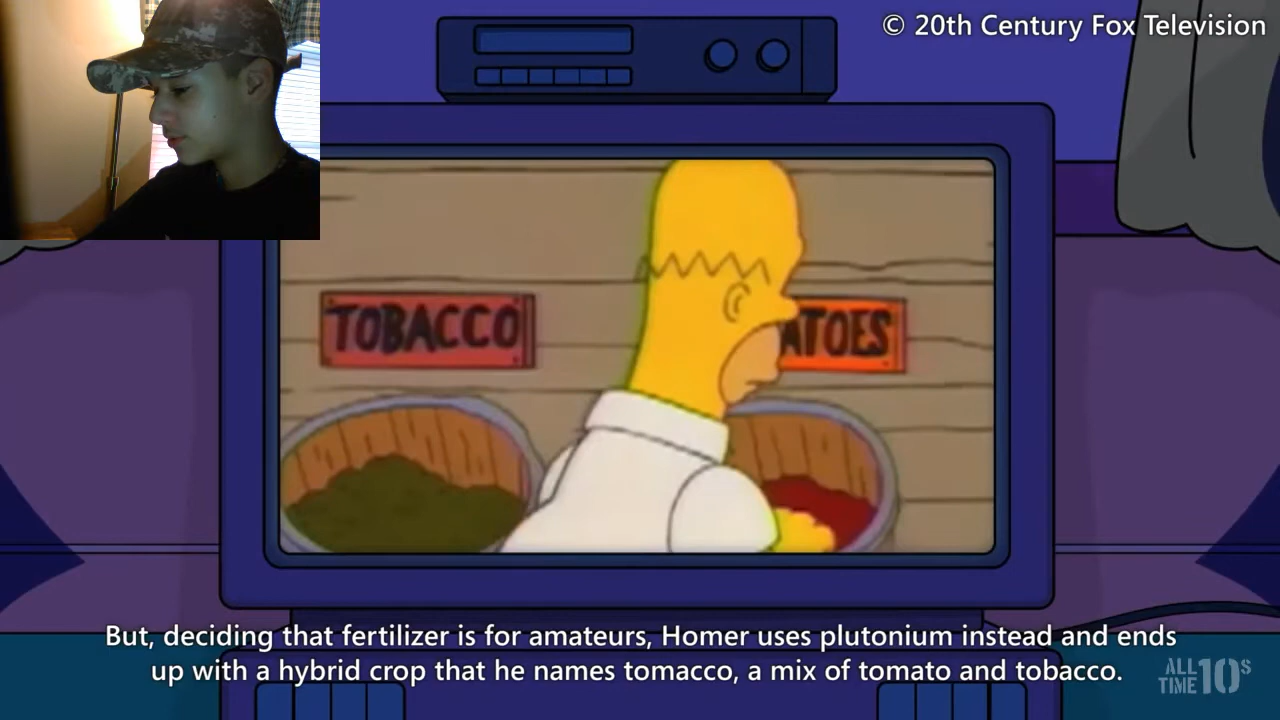 © 20th Century Fox Television
TOBACCO
ATOES
But, deciding that fertilizer is for amateurs, Homer uses plutonium instead and ends
up with a hybrid crop that he names tomacco, a mix of tomato and tobacco.
ALL
TIME 10s